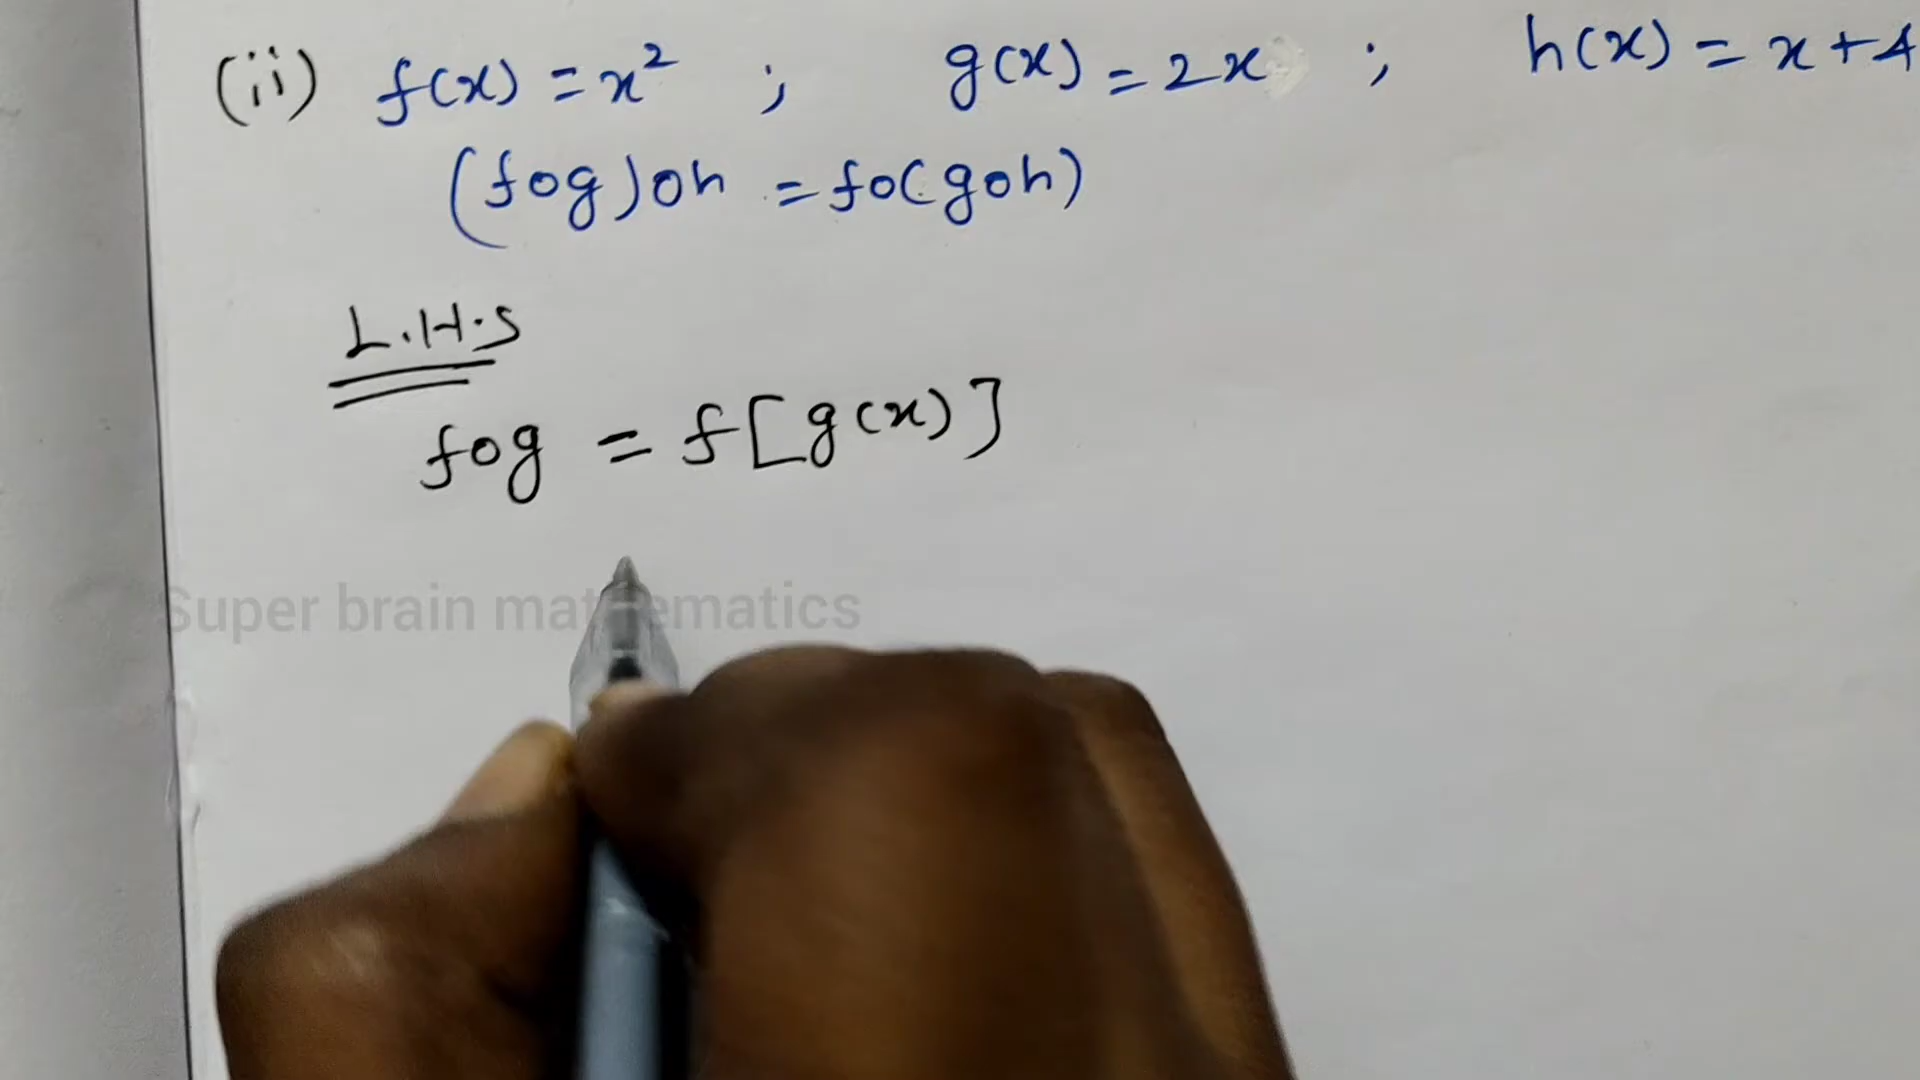 (ii) f(x) = x² ; g(x) = 2x ; h(x) = x + 4
(fog)oh = fo(goh)
L.H.S
fog = f[g(x)]
Super brain mathematics